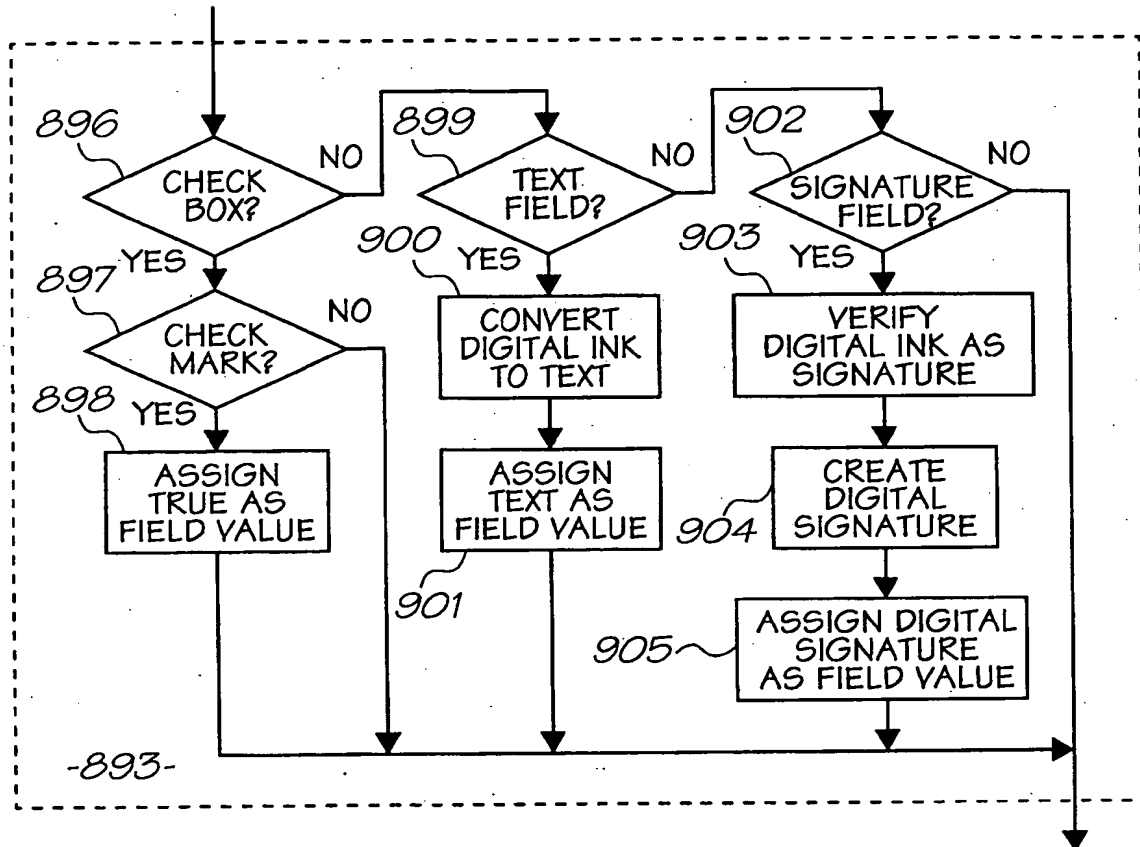 896
CHECK
BOX?
NO
YES
897
CHECK
MARK?
NO
YES
898
ASSIGN
TRUE AS
FIELD VALUE
899
TEXT
FIELD?
NO
YES
900
CONVERT
DIGITAL INK
TO TEXT
ASSIGN
TEXT AS
FIELD VALUE
901
902
SIGNATURE
FIELD?
NO
YES
903
VERIFY
DIGITAL INK AS
SIGNATURE
CREATE
DIGITAL
SIGNATURE
904
ASSIGN DIGITAL
SIGNATURE
AS FIELD VALUE
905
-893-